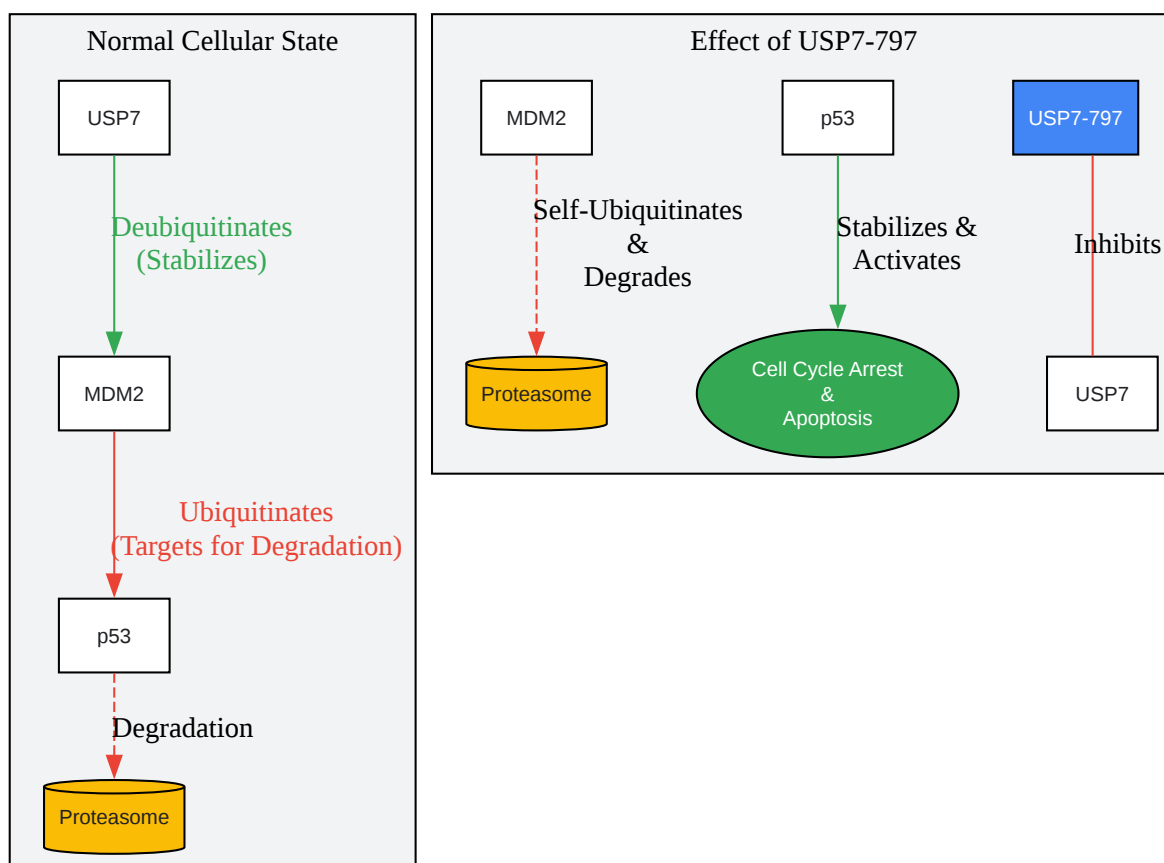 Normal Cellular State
USP7
Deubiquitinates
(Stabilizes)
MDM2
Ubiquitinates
(Targets for Degradation)
p53
Degradation
Proteasome
Effect of USP7-797
MDM2
Self-Ubiquitinates
&
Degrades
Proteasome
p53
Stabilizes &
Activates
Cell Cycle Arrest
&
Apoptosis
USP7-797
Inhibits
USP7